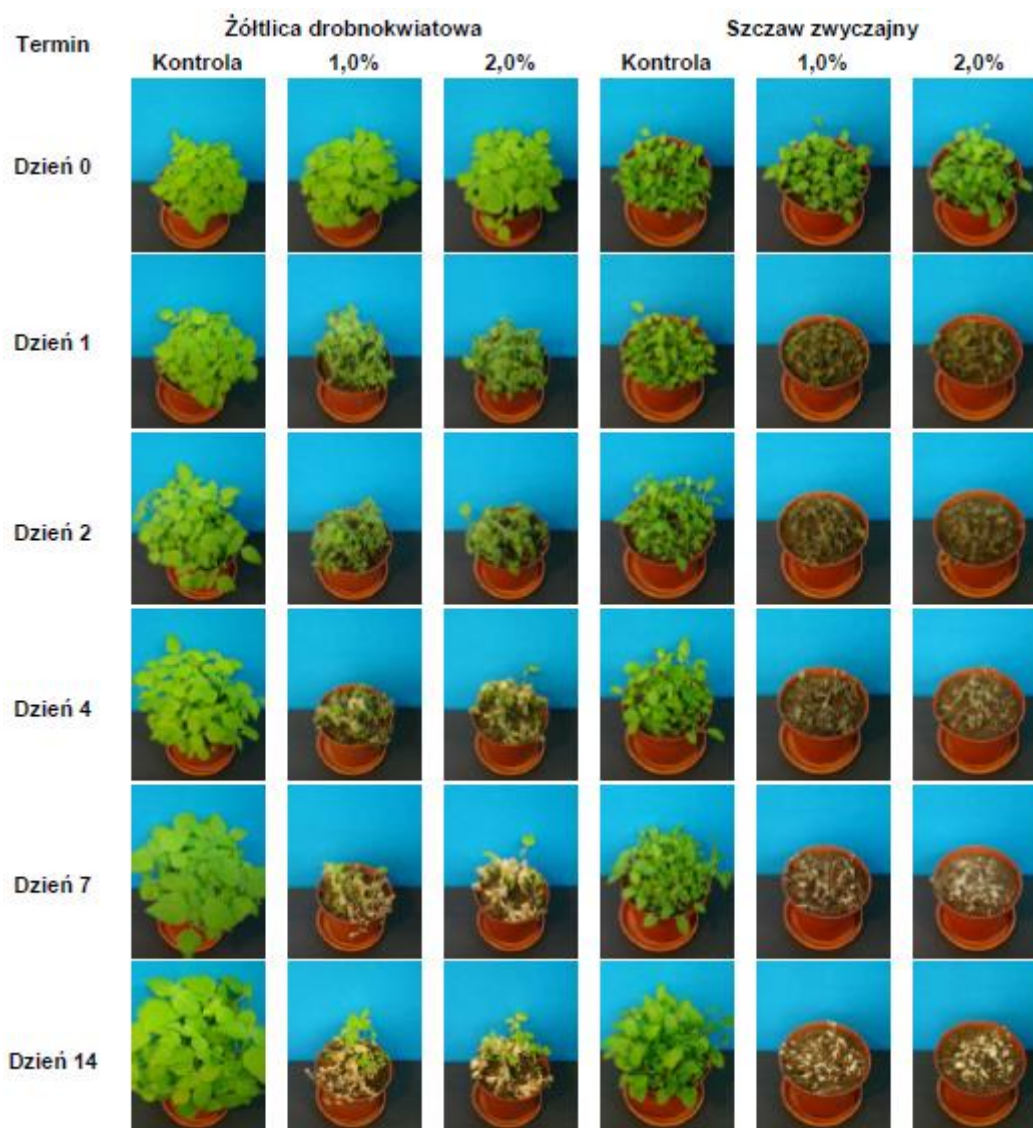 Termin
Żółtlica drobnokwiatowa
Szczaw zwyczajny
Kontrola 1,0% 2,0% Kontrola 1,0% 2,0%
Dzień 0
Dzień 1
Dzień 2
Dzień 4
Dzień 7
Dzień 14